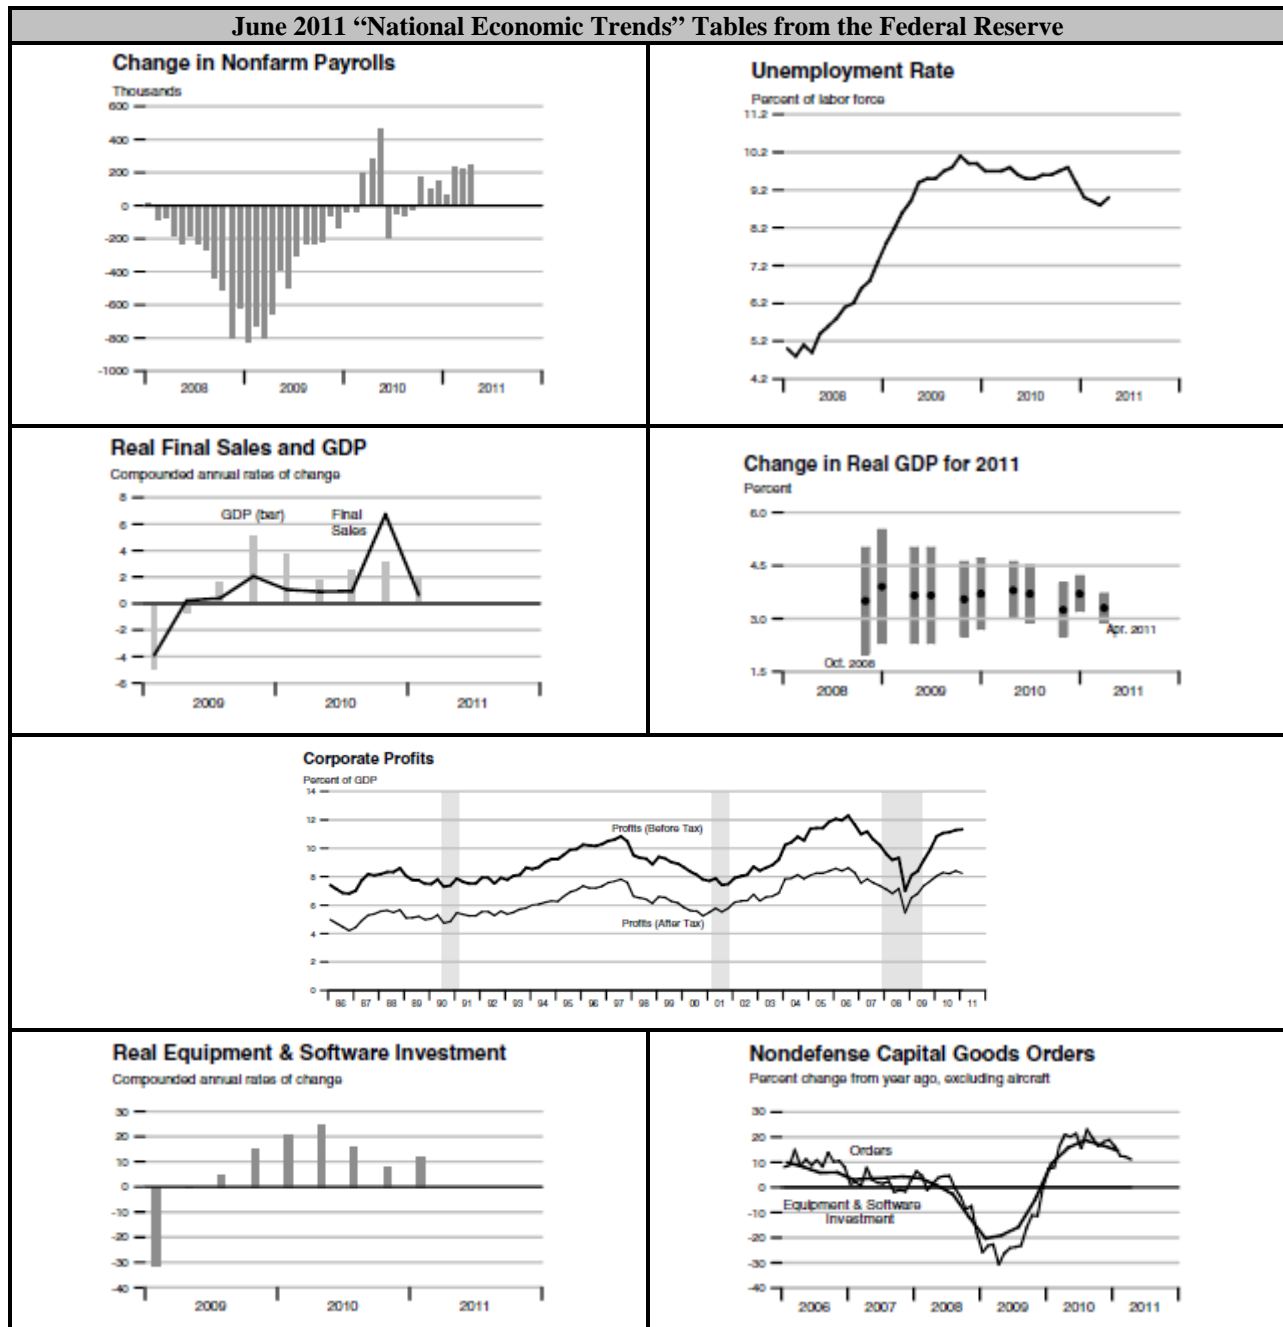 June 2011 “National Economic Trends” Tables from the Federal Reserve
Change in Nonfarm Payrolls
Thousands
600
400
200
0
-200
-400
-600
-800
-1000
2008 2009 2010 2011
Unemployment Rate
Percent of labor force
11.2
10.2
9.2
8.2
7.2
6.2
5.2
4.2
2008 2009 2010 2011
Real Final Sales and GDP
Compounded annual rates of change
8
GDP (bar) Final
6
Sales
4
2
0
-2
-4
-6
2009 2010 2011
Change in Real GDP for 2011
Percent
6.0
4.5
3.0
Apr. 2011
Oct. 2008
1.5
2008 2009 2010 2011
Corporate Profits
Percent of GDP
14
12
Profits (Before Tax)
10
8
6
Profits (After Tax)
4
2
0
86 87 88 89 90 91 92 93 94 95 96 97 98 99 00 01 02 03 04 05 06 07 08 09 10 11
Real Equipment & Software Investment
Compounded annual rates of change
30
20
10
0
-10
-20
-30
-40
2009 2010 2011
Nondefense Capital Goods Orders
Percent change from year ago, excluding aircraft
30
20
Orders
10
0
Equipment & Software
-10
Investment
-20
-30
-40
2006 2007 2008 2009 2010 2011